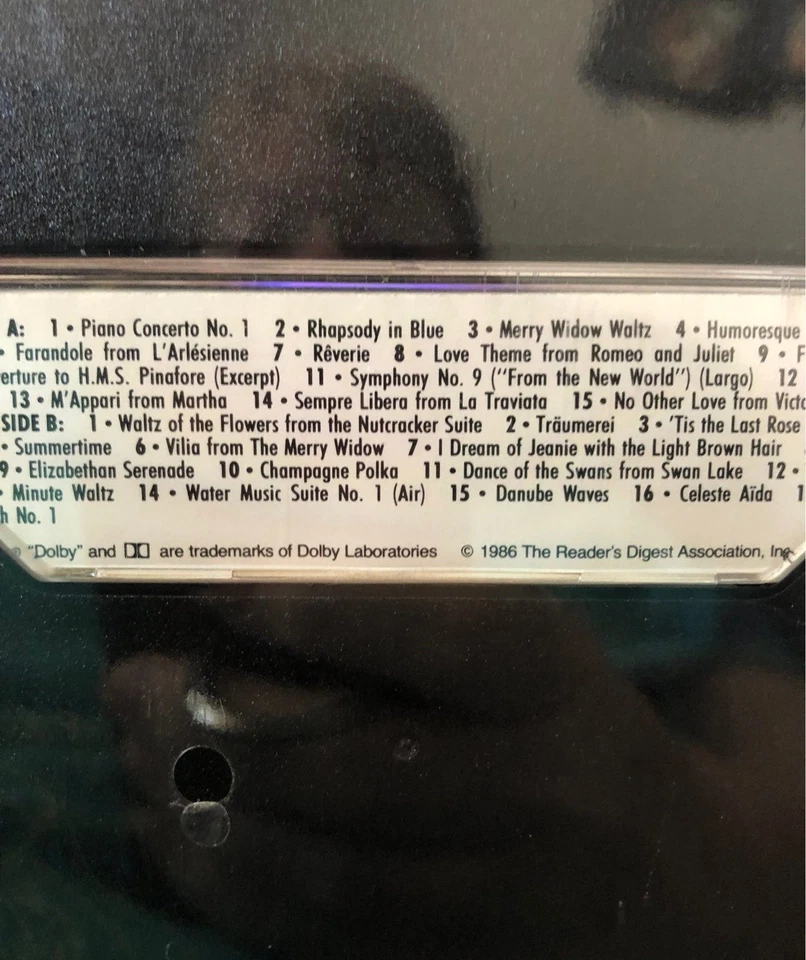 A: 1 • Piano Concerto No. 1 2 • Rhapsody in Blue 3 • Merry Widow Waltz 4 • Humoresque
• Farandole from L'Arlésienne 7 • Rêverie 8 • Love Theme from Romeo and Juliet 9 • F
erture to H.M.S. Pinafore (Excerpt) 11 • Symphony No. 9 ("From the New World") (Largo) 12
13 • M'Appari from Martha 14 • Sempre Libera from La Traviata 15 • No Other Love from Victo
SIDE B: 1 • Waltz of the Flowers from the Nutcracker Suite 2 • Träumerei 3 • 'Tis the Last Rose
• Summertime 6 • Vilia from The Merry Widow 7 • I Dream of Jeanie with the Light Brown Hair
9 • Elizabethan Serenade 10 • Champagne Polka 11 • Dance of the Swans from Swan Lake 12 •
• Minute Waltz 14 • Water Music Suite No. 1 (Air) 15 • Danube Waves 16 • Celeste Aïda 1
h No. 1
"Dolby" and are trademarks of Dolby Laboratories © 1986 The Reader's Digest Association, Inc.